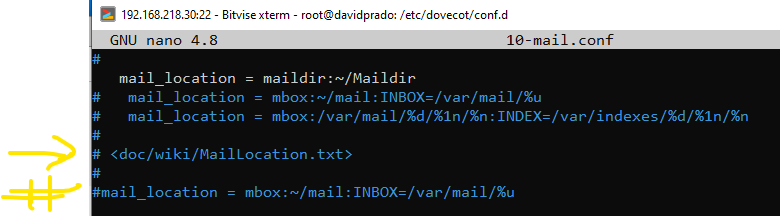 192.168.218.30:22 - Bitvise xterm - root@davidprado: /etc/dovecot/conf.d
GNU nano 4.8 10-mail.conf
#
mail_location = maildir:~/Maildir
# mail_location = mbox:~/mail:INBOX=/var/mail/%u
# mail_location = mbox:/var/mail/%d/%1n/%n:INDEX=/var/indexes/%d/%1n/%n
#
# <doc/wiki/MailLocation.txt>
#
#mail_location = mbox:~/mail:INBOX=/var/mail/%u
#